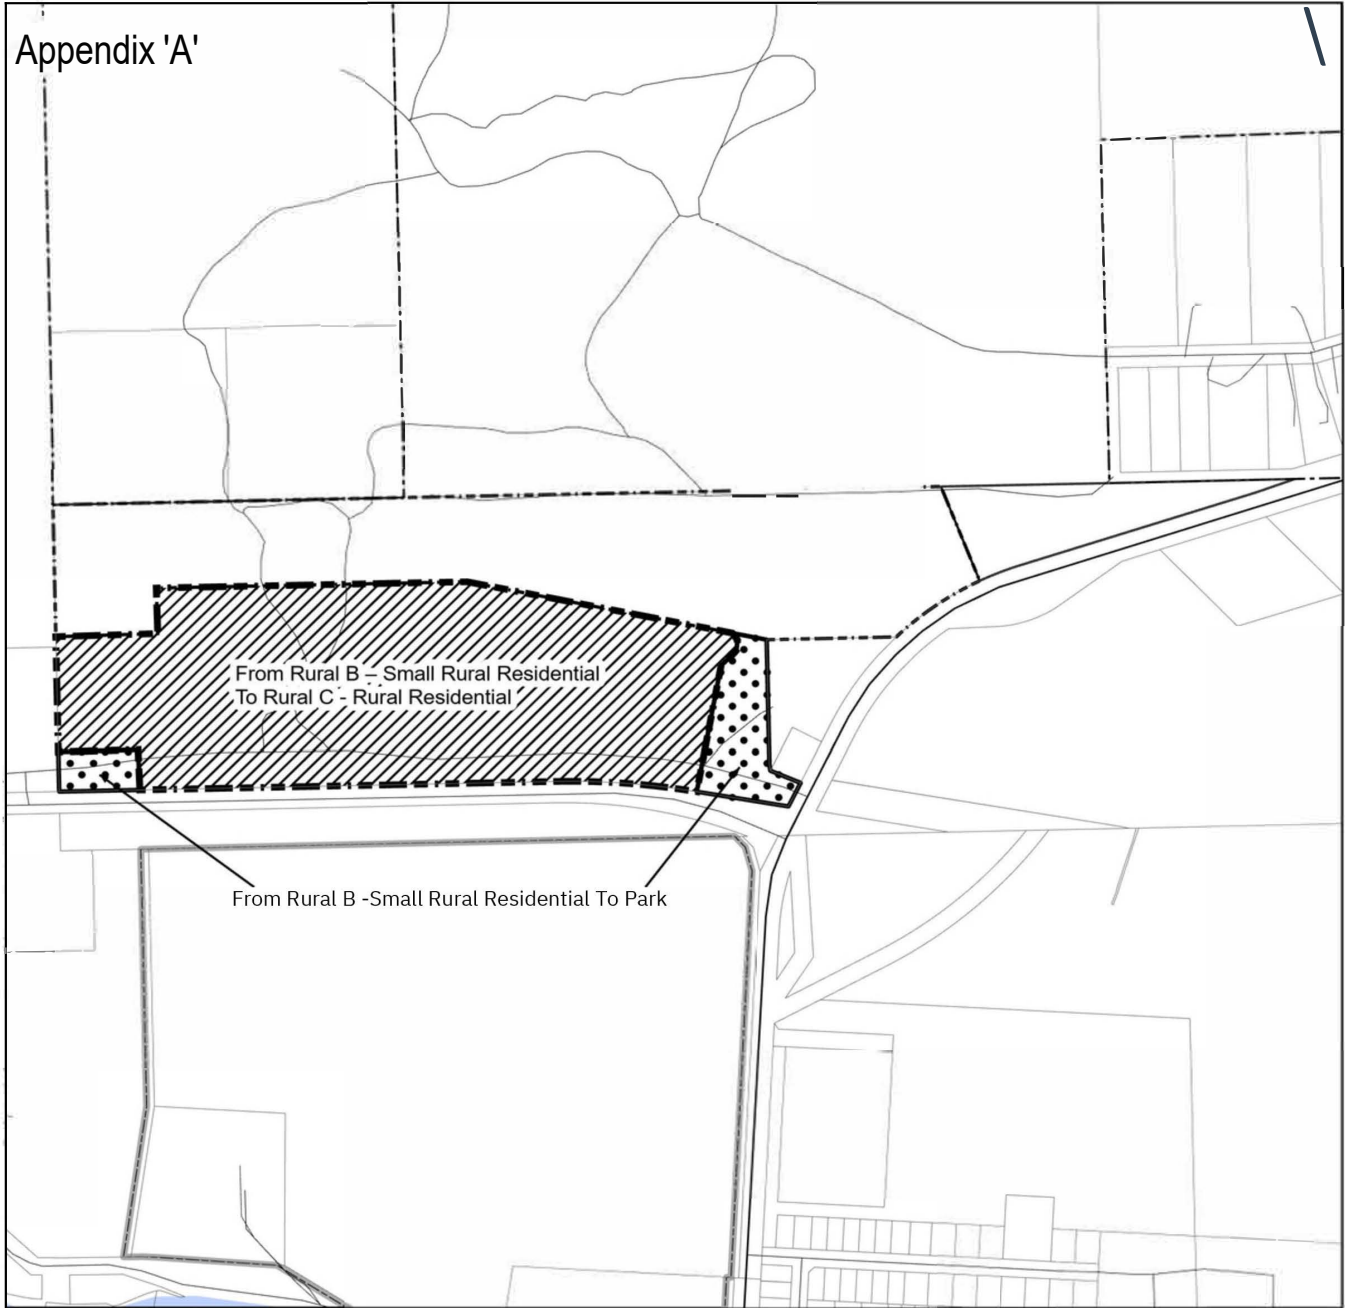 Appendix 'A'
From Rural B – Small Rural Residential
To Rural C - Rural Residential
From Rural B -Small Rural Residential To Park